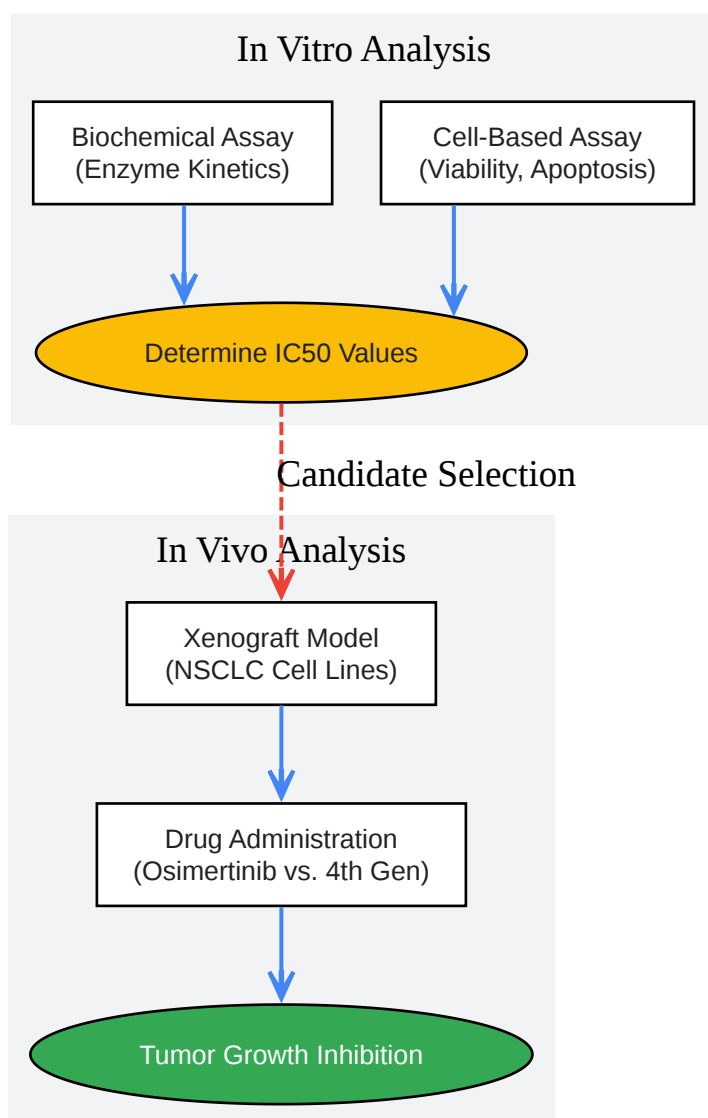 In Vitro Analysis
Biochemical Assay
(Enzyme Kinetics)
Cell-Based Assay
(Viability, Apoptosis)
Determine IC50 Values
Candidate Selection
In Vivo Analysis
Xenograft Model
(NSCLC Cell Lines)
Drug Administration
(Osimertinib vs. 4th Gen)
Tumor Growth Inhibition